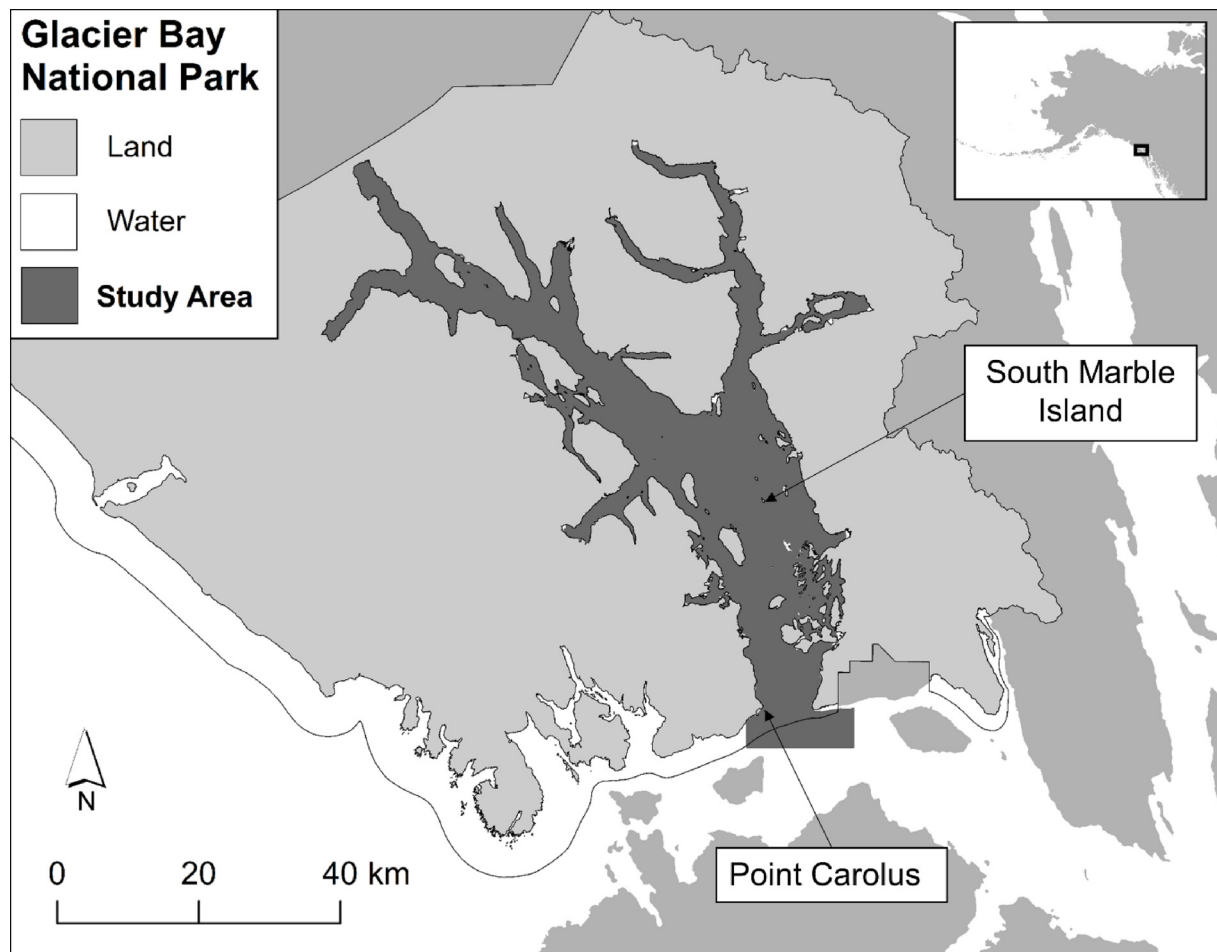 Glacier Bay
National Park
Land
Water
Study Area
South Marble
Island
Point Carolus
N
0 20 40 km